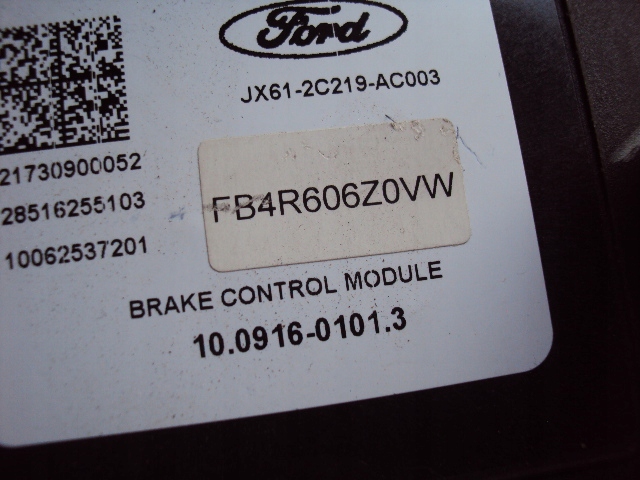 Ford
JX61-2C219-AC003
21730900052
28516255103
10062537201
FB4R606Z0VW
BRAKE CONTROL MODULE
10.0916-0101.3